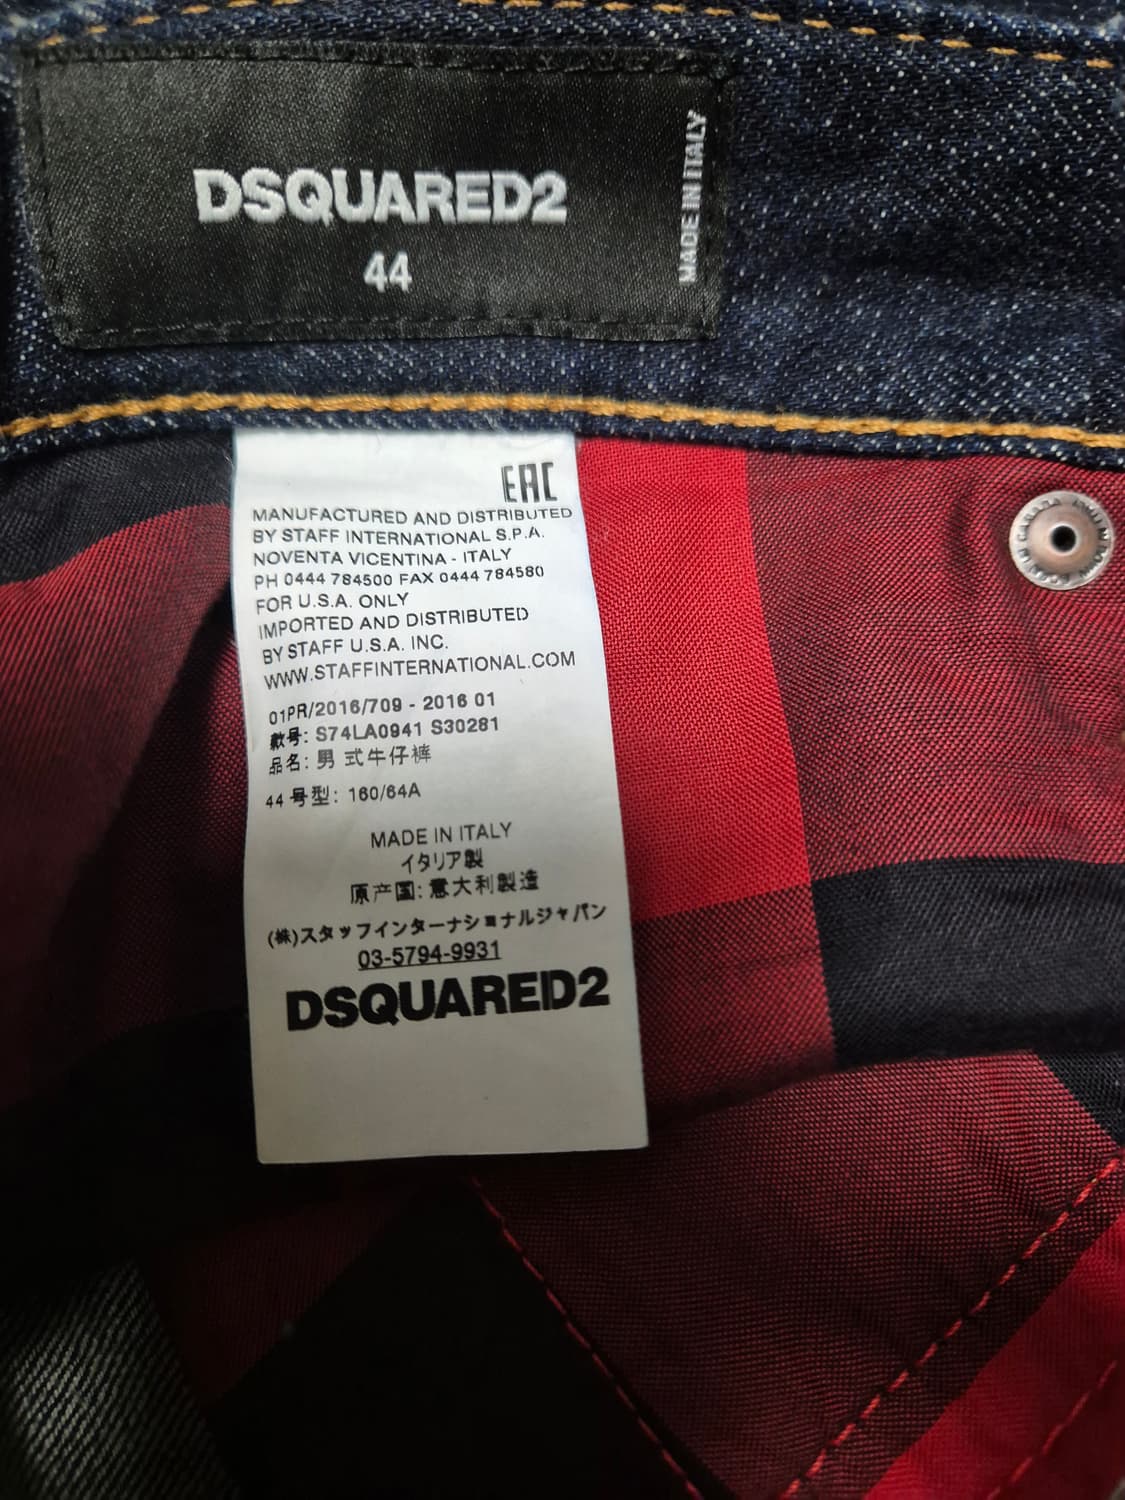 DSQUARED2
44
MADE IN ITALY
EAC
MANUFACTURED AND DISTRIBUTED
BY STAFF INTERNATIONAL S.P.A.
NOVENTA VICENTINA - ITALY
PH 0444 784500 FAX 0444 784580
FOR U.S.A. ONLY
IMPORTED AND DISTRIBUTED
BY STAFF U.S.A. INC.
WWW.STAFFINTERNATIONAL.COM
01PR/2016/709 - 2016 01
款号: S74LA0941 S30281
品名: 男 式牛仔裤
44 号型: 160/64A
MADE IN ITALY
イタリア製
原产国: 意大利製造
(株)スタッフインターナショナルジャパン
03-5794-9931
DSQUARED2